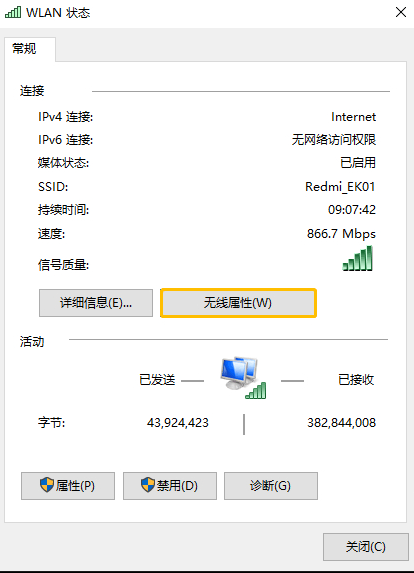 WLAN 状态
常规
连接
IPv4 连接: Internet
IPv6 连接: 无网络访问权限
媒体状态: 已启用
SSID: Redmi_EK01
持续时间: 09:07:42
速度: 866.7 Mbps
信号质量:
详细信息(E)... 无线属性(W)
活动
已发送 已接收
字节: 43,924,423 382,844,008
属性(P) 禁用(D) 诊断(G)
关闭(C)